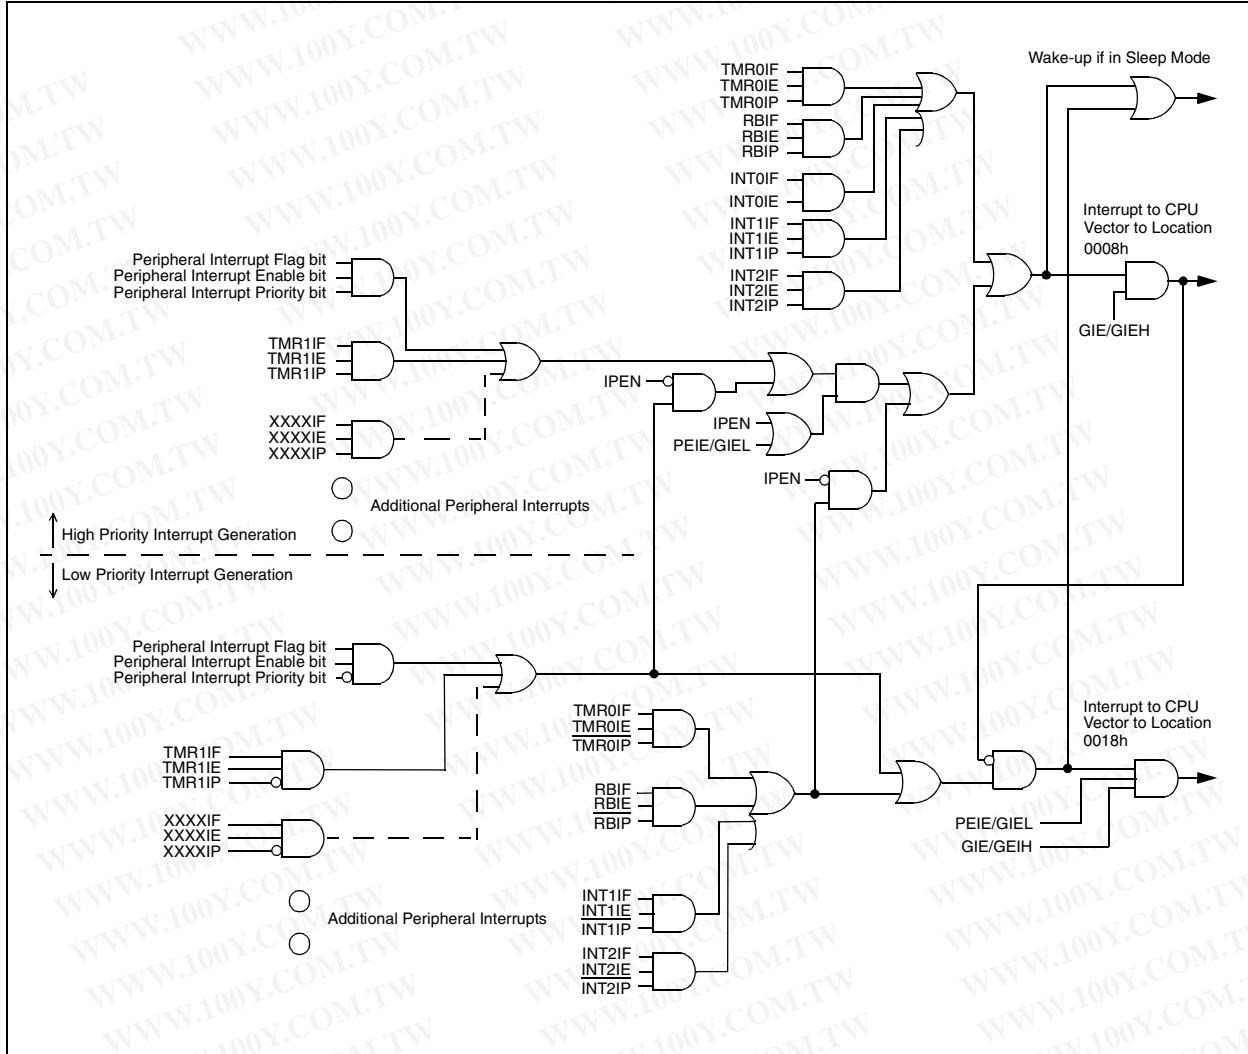 Wake-up if in Sleep Mode
TMR0IF
TMR0IE
TMR0IP
RBIF
RBIE
RBIP
INT0IF
INT0IE
INT1IF
INT1IE
INT1IP
INT2IF
INT2IE
INT2IP
Interrupt to CPU
Vector to Location
0008h
GIE/GIEH
Peripheral Interrupt Flag bit
Peripheral Interrupt Enable bit
Peripheral Interrupt Priority bit
TMR1IF
TMR1IE
TMR1IP
XXXXIF
XXXXIE
XXXXIP
IPEN
IPEN
PEIE/GIEL
IPEN
Additional Peripheral Interrupts
High Priority Interrupt Generation
Low Priority Interrupt Generation
Peripheral Interrupt Flag bit
Peripheral Interrupt Enable bit
Peripheral Interrupt Priority bit
TMR1IF
TMR1IE
TMR1IP
XXXXIF
XXXXIE
XXXXIP
Additional Peripheral Interrupts
TMR0IF
TMR0IE
TMR0IP
RBIF
RBIE
RBIP
INT1IF
INT1IE
INT1IP
INT2IF
INT2IE
INT2IP
Interrupt to CPU
Vector to Location
0018h
PEIE/GIEL
GIE/GEIH
WWW.100Y.COM.TW